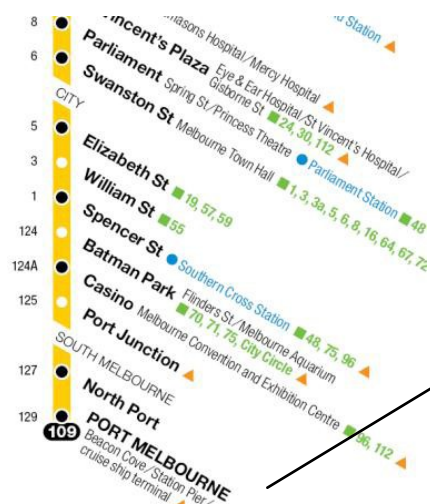 8
6
CITY
5
3
1
124
124A
125
SOUTH MELBOURNE
127
129
109
Station
Hospital/Mercy Hospital
Vincent's Plaza Eye & Ear Hospital/St Vincent's Hospital/
Gisborne St 24, 30, 112
Parliament Spring St/Princess Theatre Parliament Station 48
Swanston St Melbourne Town Hall 1, 3, 3a, 5, 6, 8, 16, 64, 67, 72
Elizabeth St 19, 57, 59
William St 55
Spencer St Southern Cross Station 48, 75, 96
Batman Park Flinders St/Melbourne Aquarium
70, 71, 75, City Circle
Casino Melbourne Convertion and Exhibition Centre 96, 112
Port Junction
North Port
PORT MELBOURNE
Beacon Cove/Station Pier/
cruise ship terminal